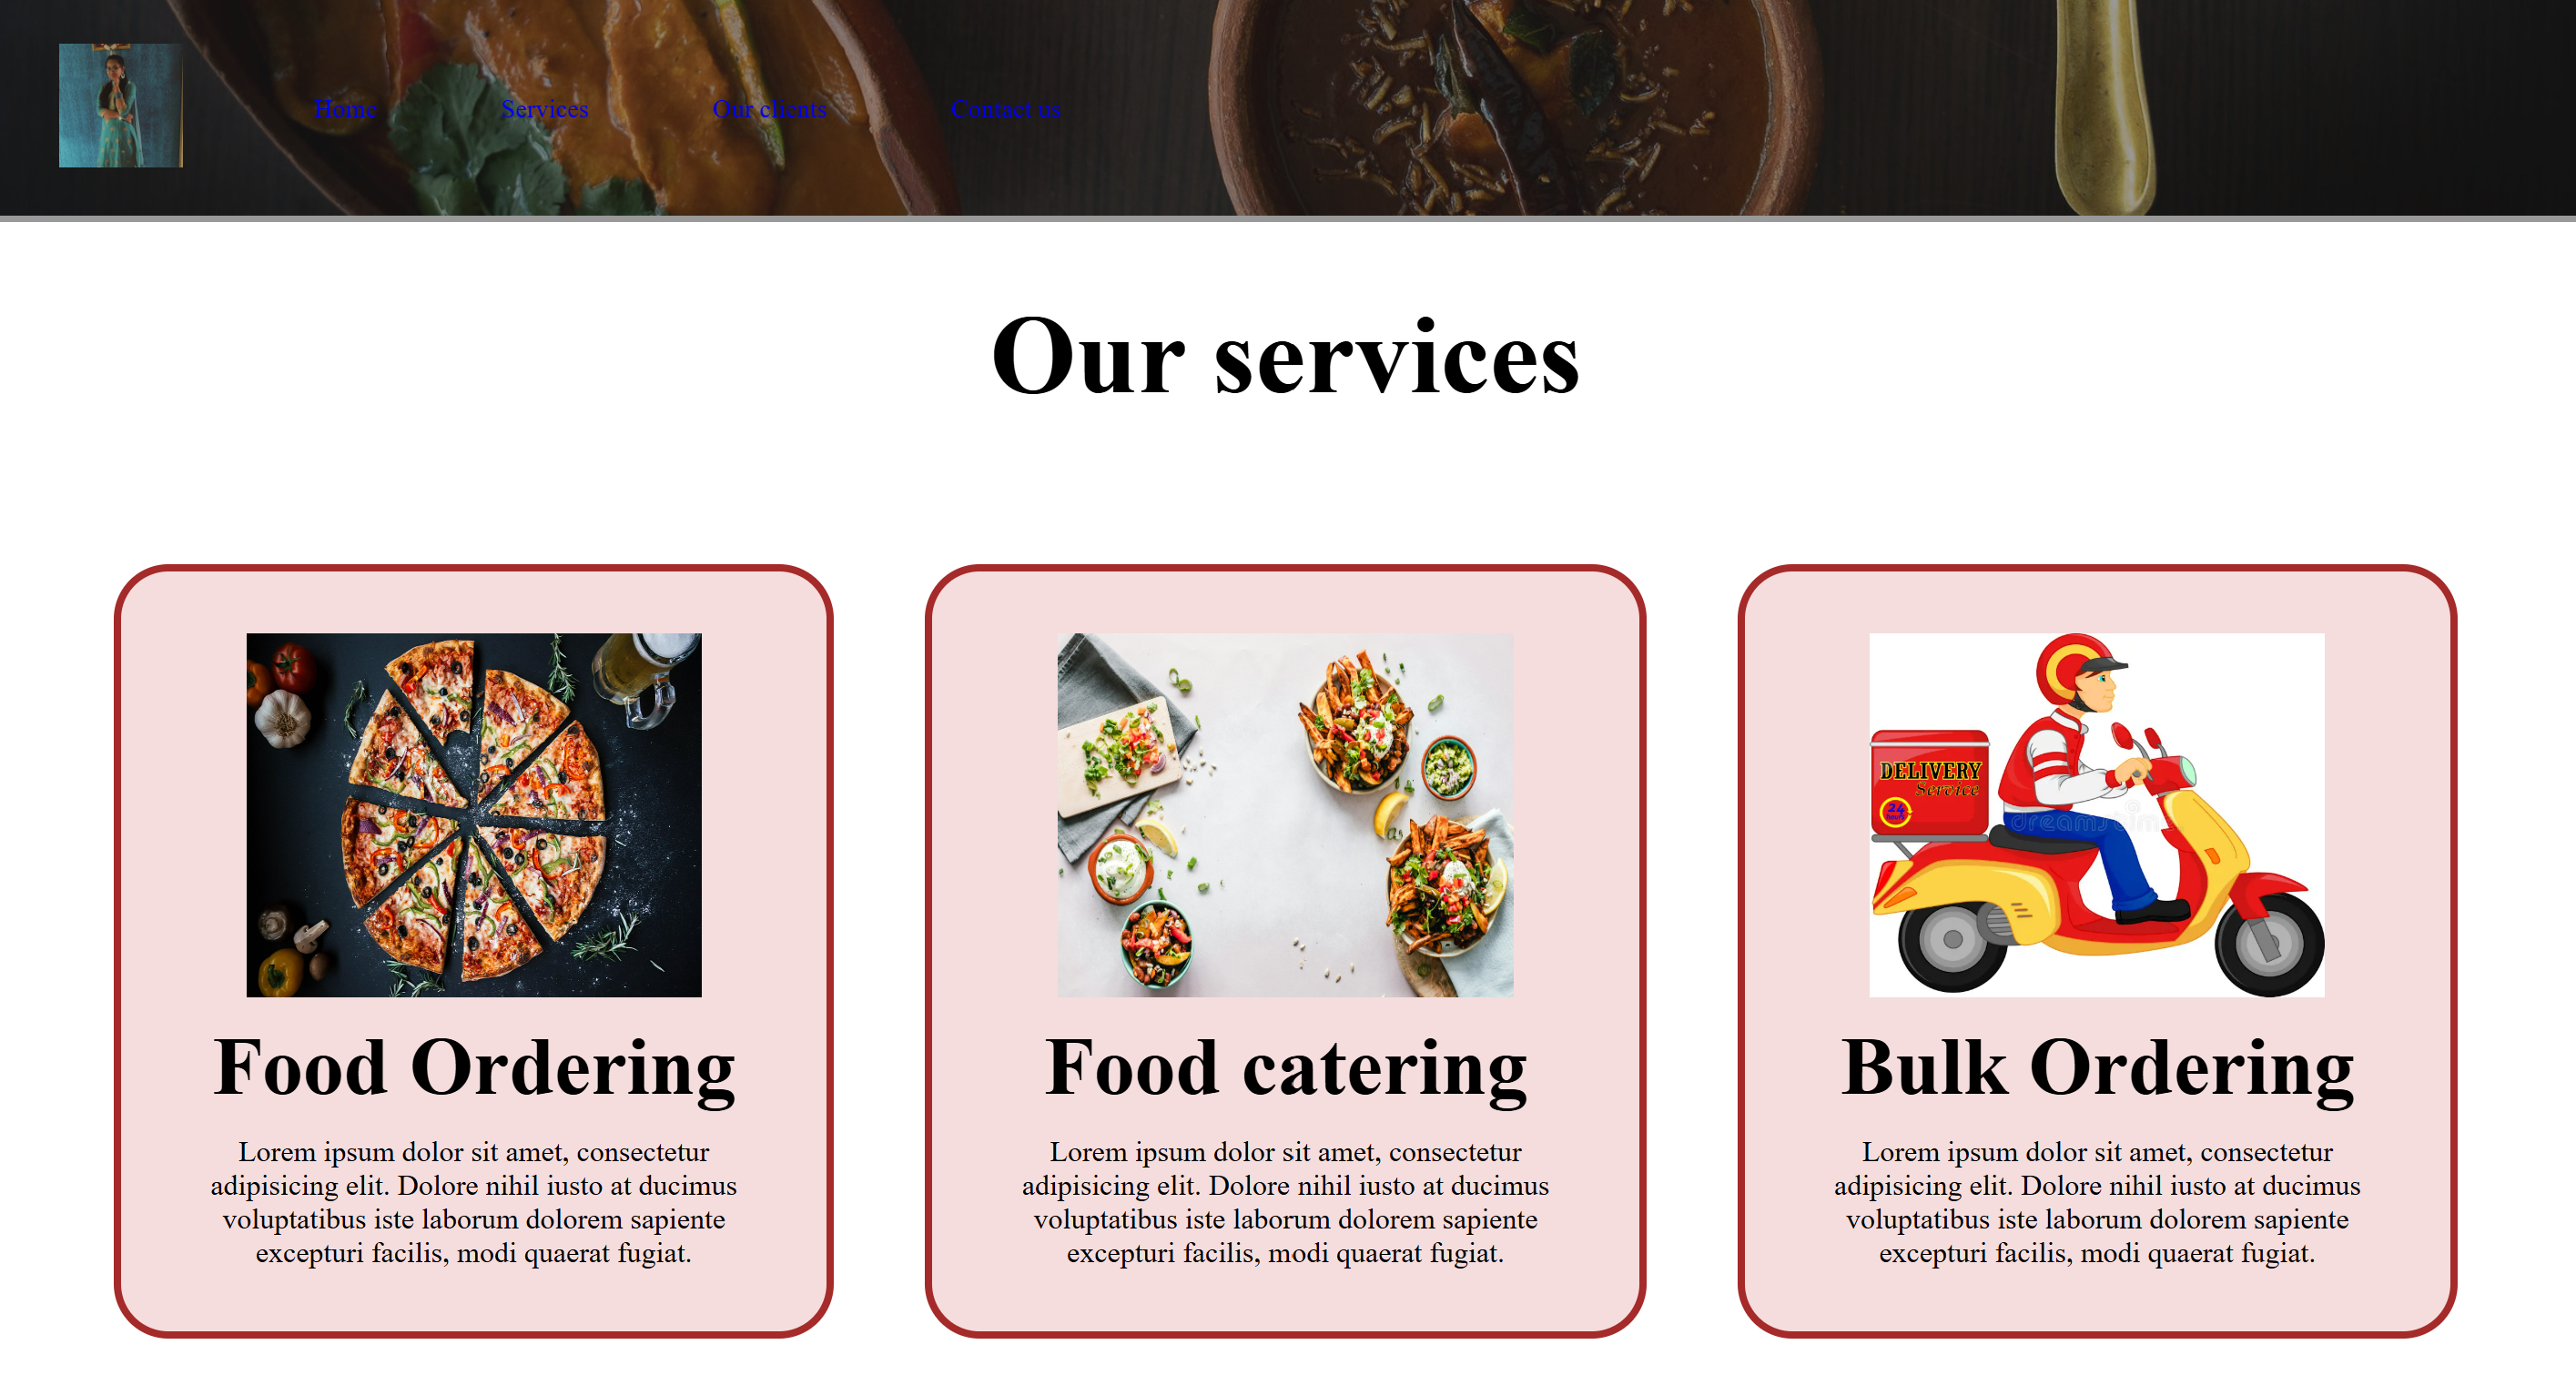 Home Services Our clients Contact us
Our services
DELIVERY
Service
24
dreamstime
Food Ordering
Lorem ipsum dolor sit amet, consectetur
adipisicing elit. Dolore nihil iusto at ducimus
voluptatibus iste laborum dolorem sapiente
excepturi facilis, modi quaerat fugiat.
Food catering
Lorem ipsum dolor sit amet, consectetur
adipisicing elit. Dolore nihil iusto at ducimus
voluptatibus iste laborum dolorem sapiente
excepturi facilis, modi quaerat fugiat.
Bulk Ordering
Lorem ipsum dolor sit amet, consectetur
adipisicing elit. Dolore nihil iusto at ducimus
voluptatibus iste laborum dolorem sapiente
excepturi facilis, modi quaerat fugiat.